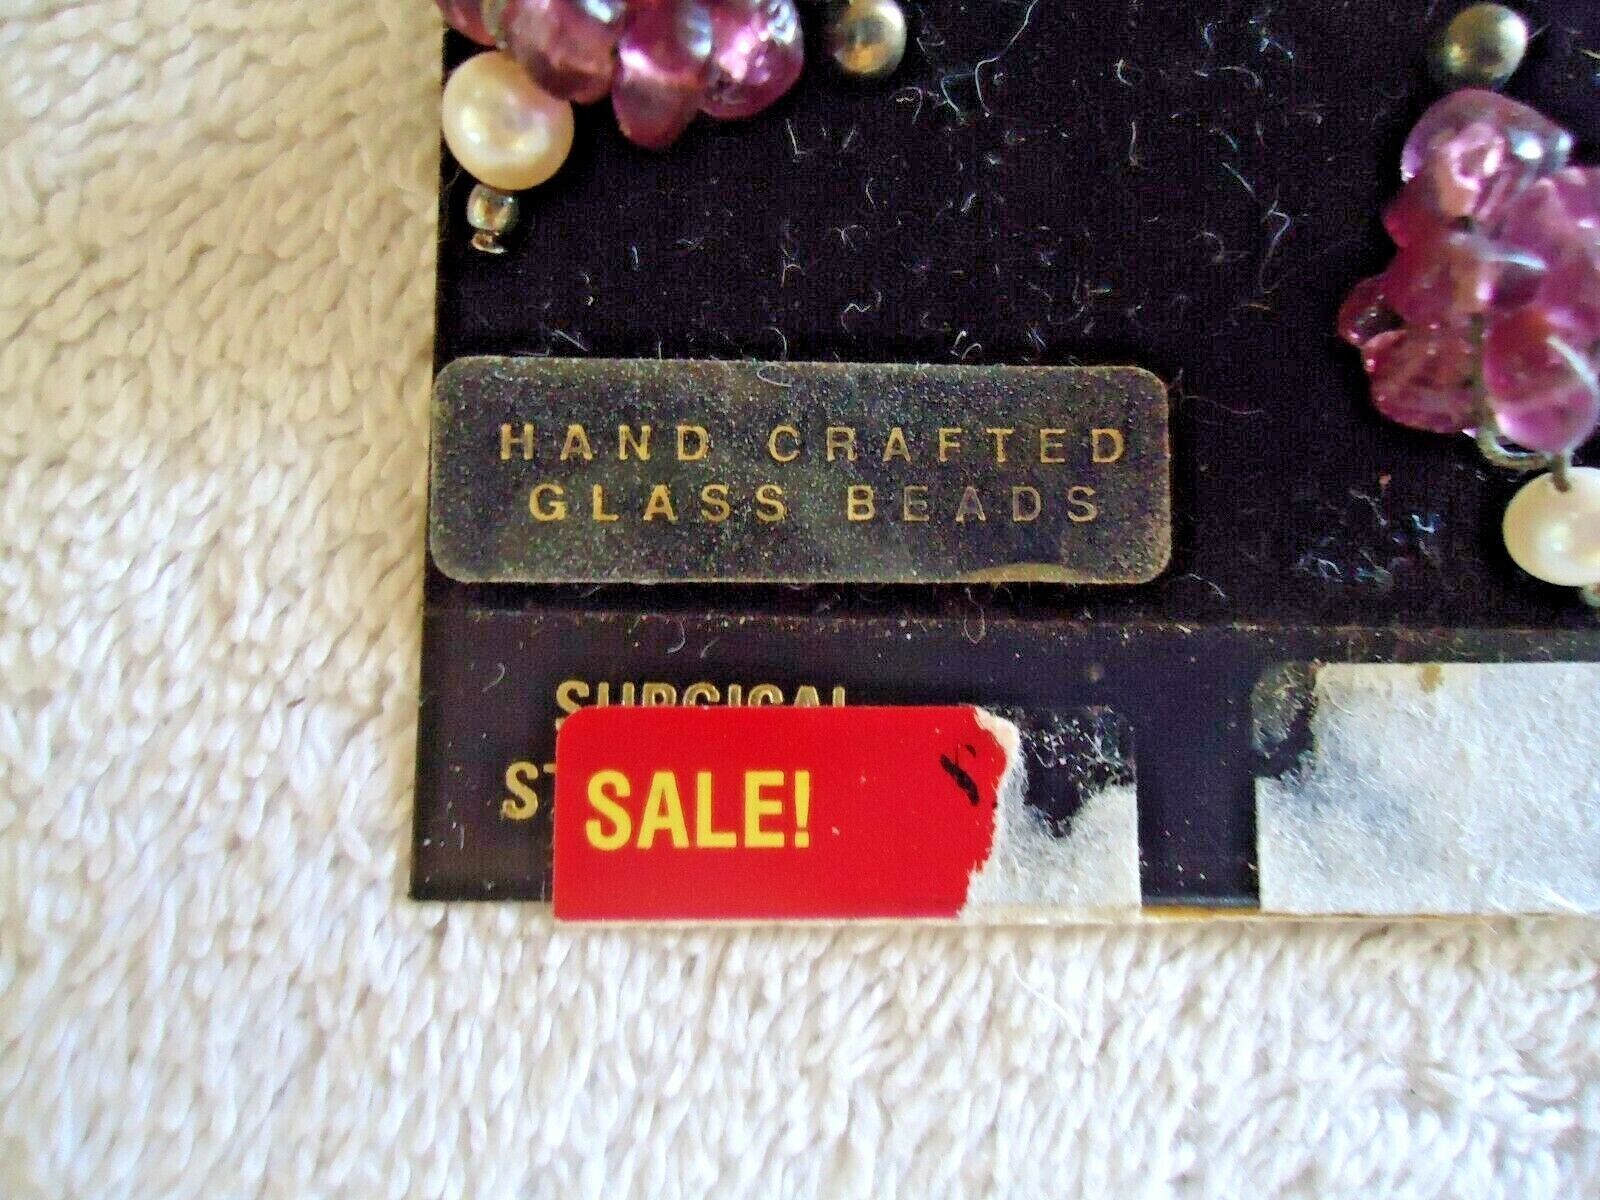 HAND CRAFTED
GLASS BEADS
SURGICAL
SALE!